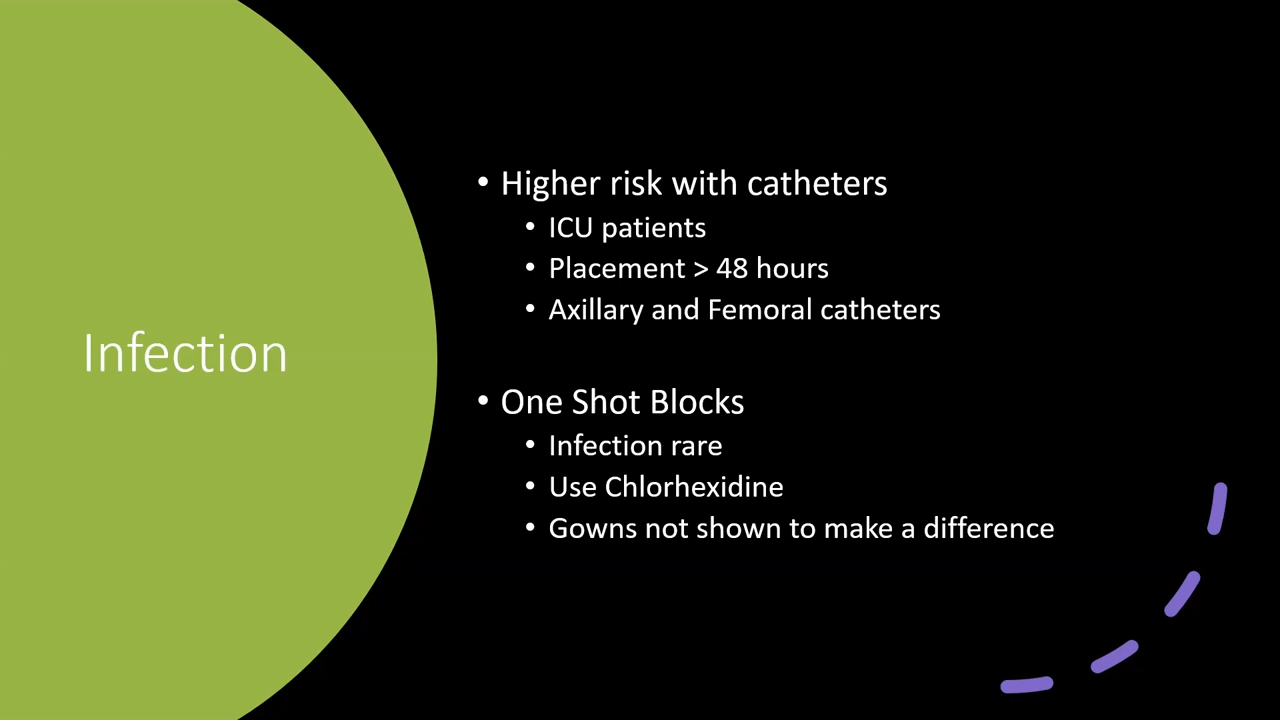 Infection
• Higher risk with catheters
• ICU patients
• Placement > 48 hours
• Axillary and Femoral catheters
• One Shot Blocks
• Infection rare
• Use Chlorhexidine
• Gowns not shown to make a difference